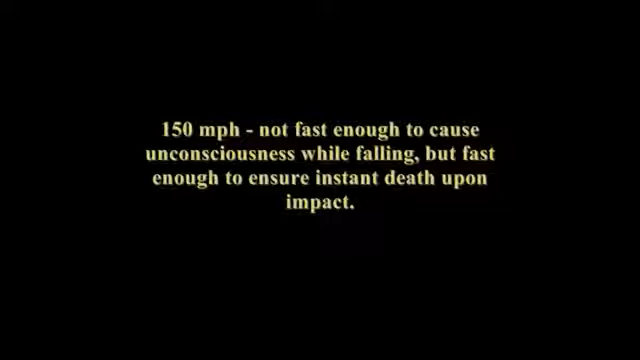 150 mph - not fast enough to cause
unconsciousness while falling, but fast
enough to ensure instant death upon
impact.